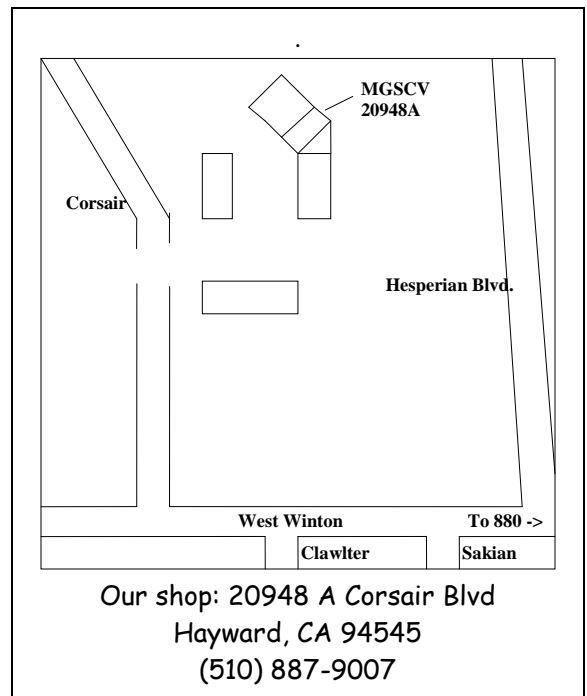 MGSCV
20948A
Corsair
Hesperian Blvd.
West Winton
To 880 ->
Clawlter
Sakian
Our shop: 20948 A Corsair Blvd
Hayward, CA 94545
(510) 887-9007